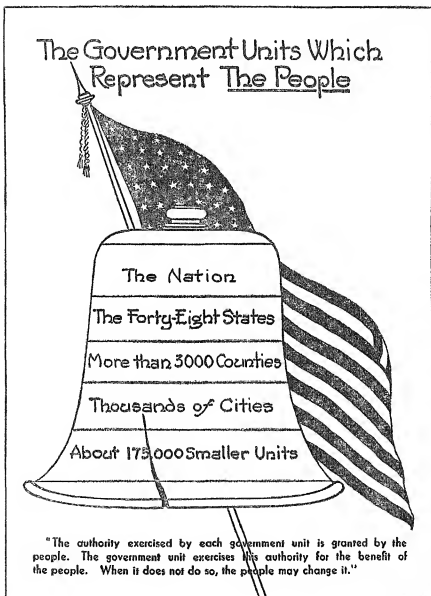 The Government Units Which
Represent The People
The Nation
The Forty-Eight States
More than 3000 Counties
Thousands of Cities
About 175,000 Smaller Units
"The authority exercised by each government unit is granted by the
people. The government unit exercises this authority for the benefit of
the people. When it does not do so, the people may change it."